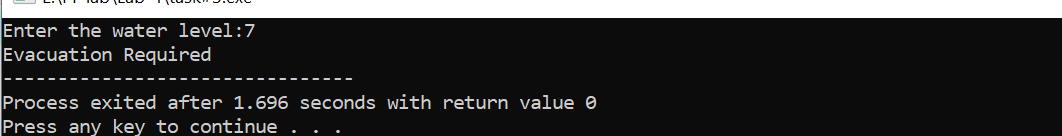 Enter the water level:7
Evacuation Required
--------------------------------
Process exited after 1.696 seconds with return value 0
Press any key to continue . . .